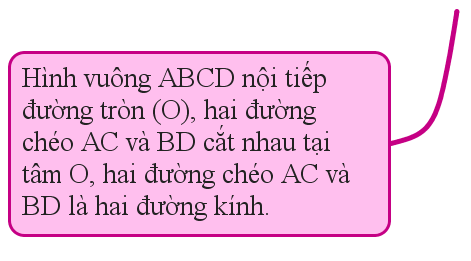 Hình vuông ABCD nội tiếp
đường tròn (O), hai đường
chéo AC và BD cắt nhau tại
tâm O, hai đường chéo AC và
BD là hai đường kính.